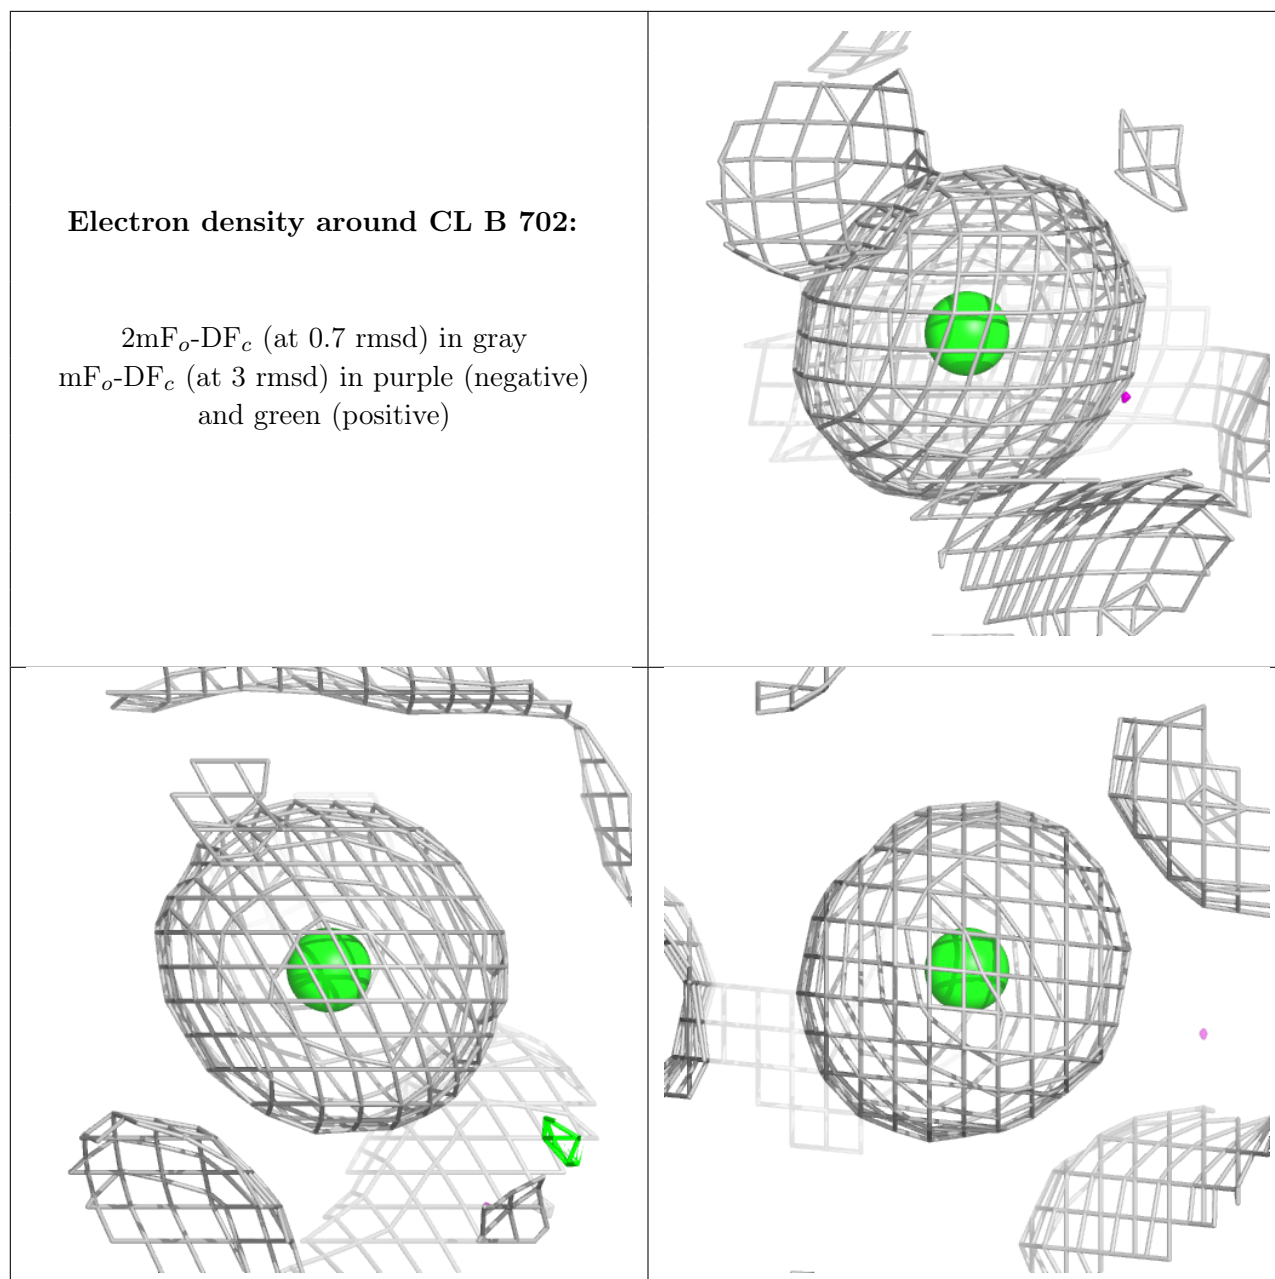 Electron density around CL B 702:
2mFo-DFc (at 0.7 rmsd) in gray
mFo-DFc (at 3 rmsd) in purple (negative)
and green (positive)